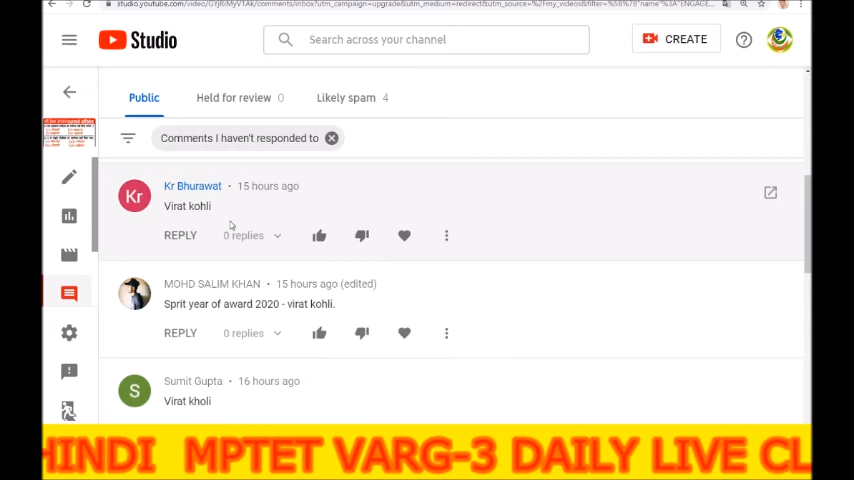 Studio
Search across your channel
CREATE
Public
Held for review 0
Likely spam 4
Comments I haven't responded to
Kr
Kr Bhurawat • 15 hours ago
Virat kohli
REPLY
0 replies
MOHD SALIM KHAN • 15 hours ago (edited)
Sprit year of award 2020 - virat kohli.
REPLY
0 replies
S
Sumit Gupta • 16 hours ago
Virat kholi
HINDI MPTET VARG-3 DAILY LIVE CL